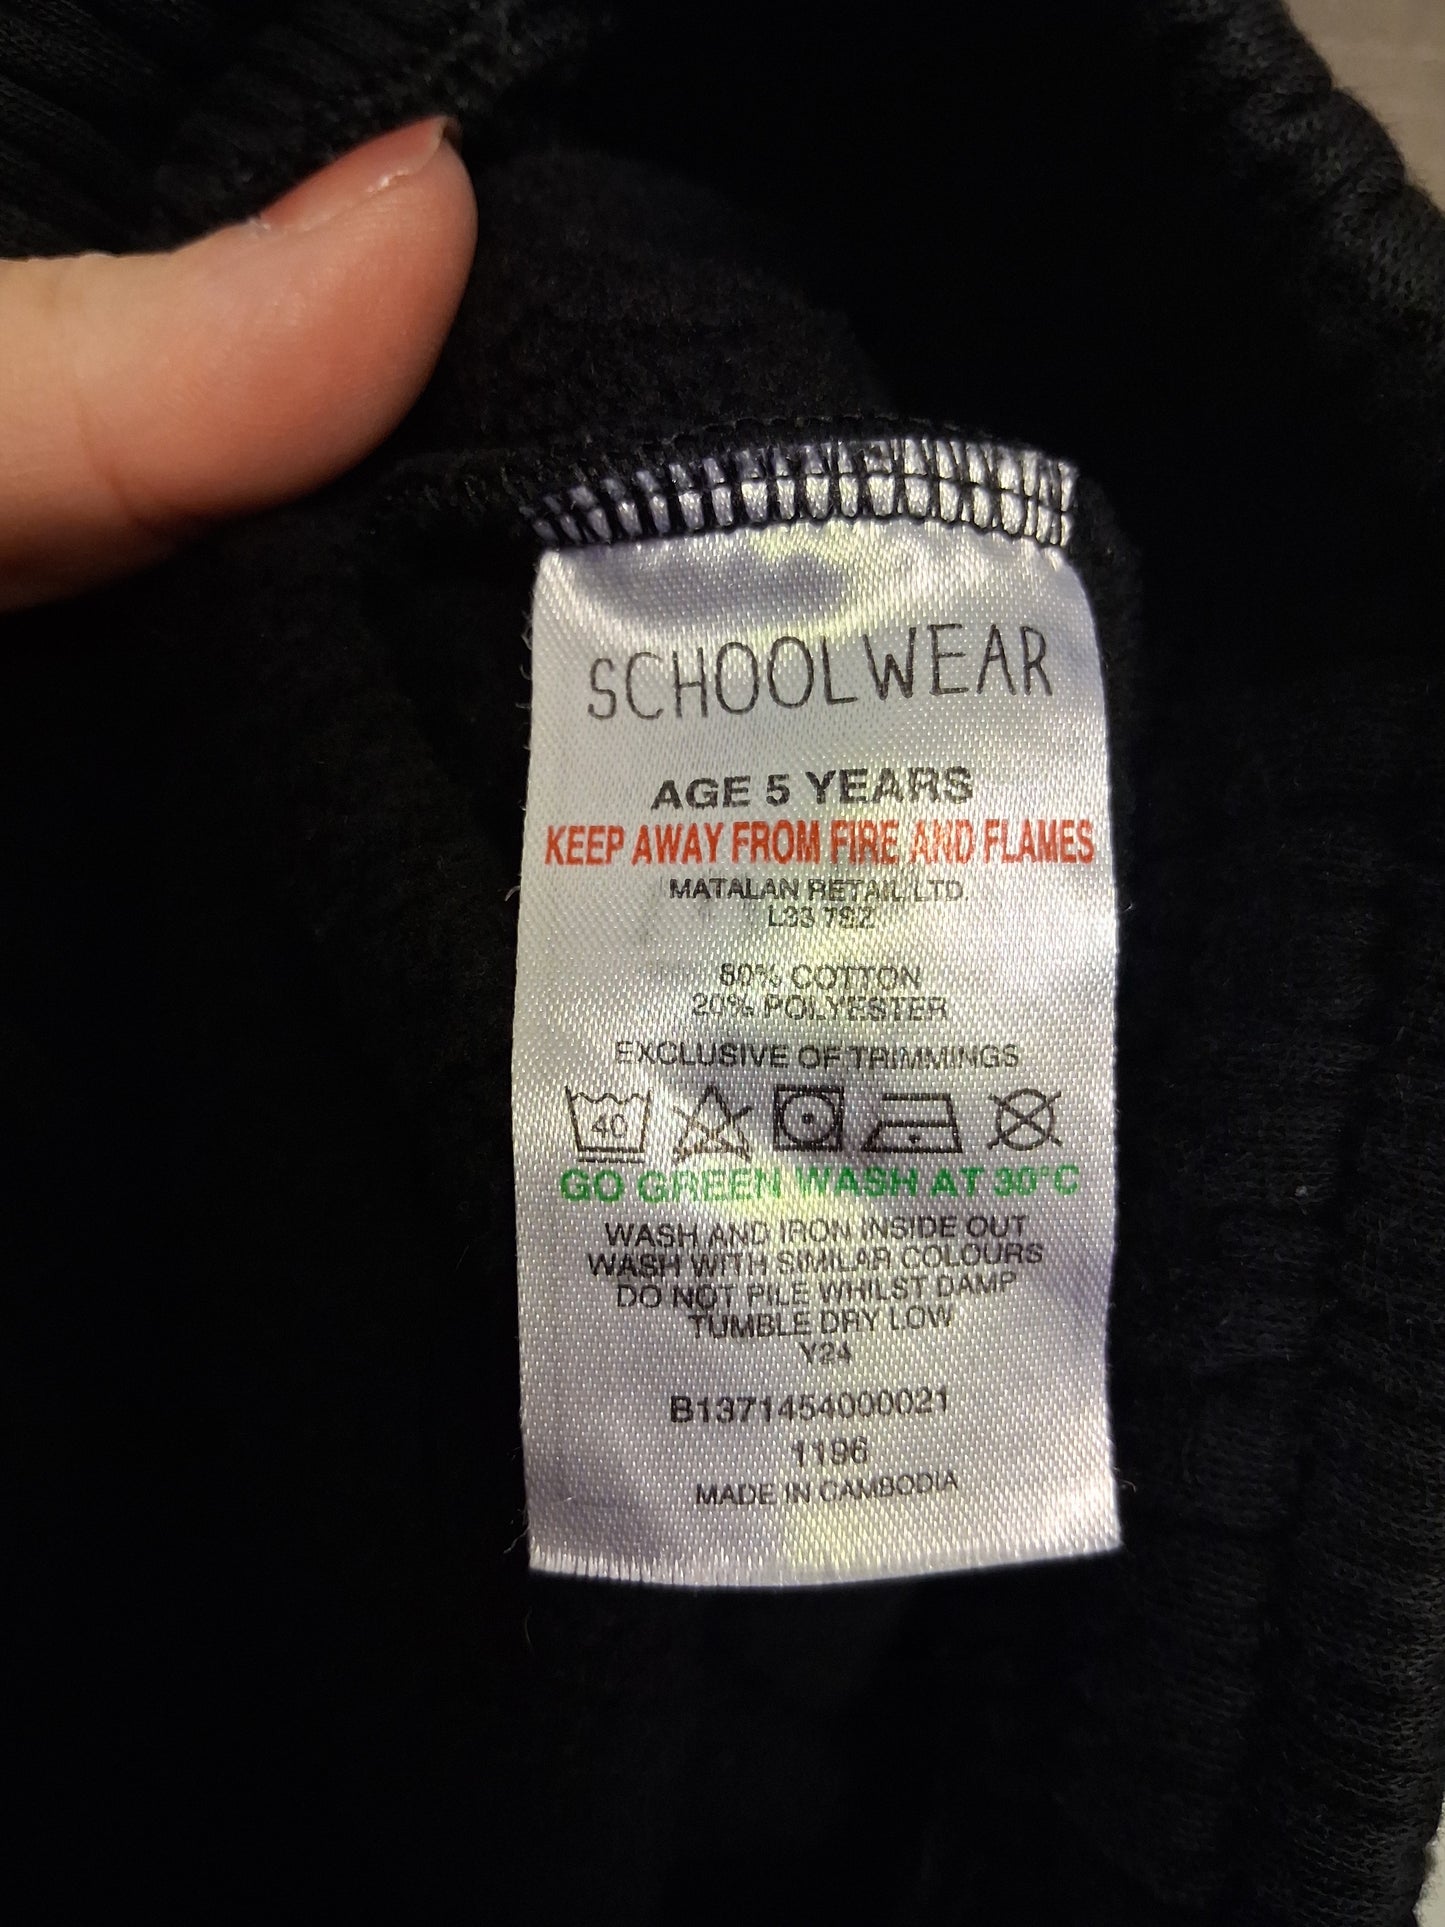 SCHOOLWEAR
AGE 5 YEARS
KEEP AWAY FROM FIRE AND FLAMES
MATALAN RETAIL LTD.
L33 7SZ
80% COTTON
20% POLYESTER
EXCLUSIVE OF TRIMMINGS
40
GO GREEN WASH AT 30°C
WASH AND IRON INSIDE OUT
WASH WITH SIMILAR COLOURS
DO NOT PILE WHILST DAMP
TUMBLE DRY LOW
Y24
B1371454000021
1196
MADE IN CAMBODIA